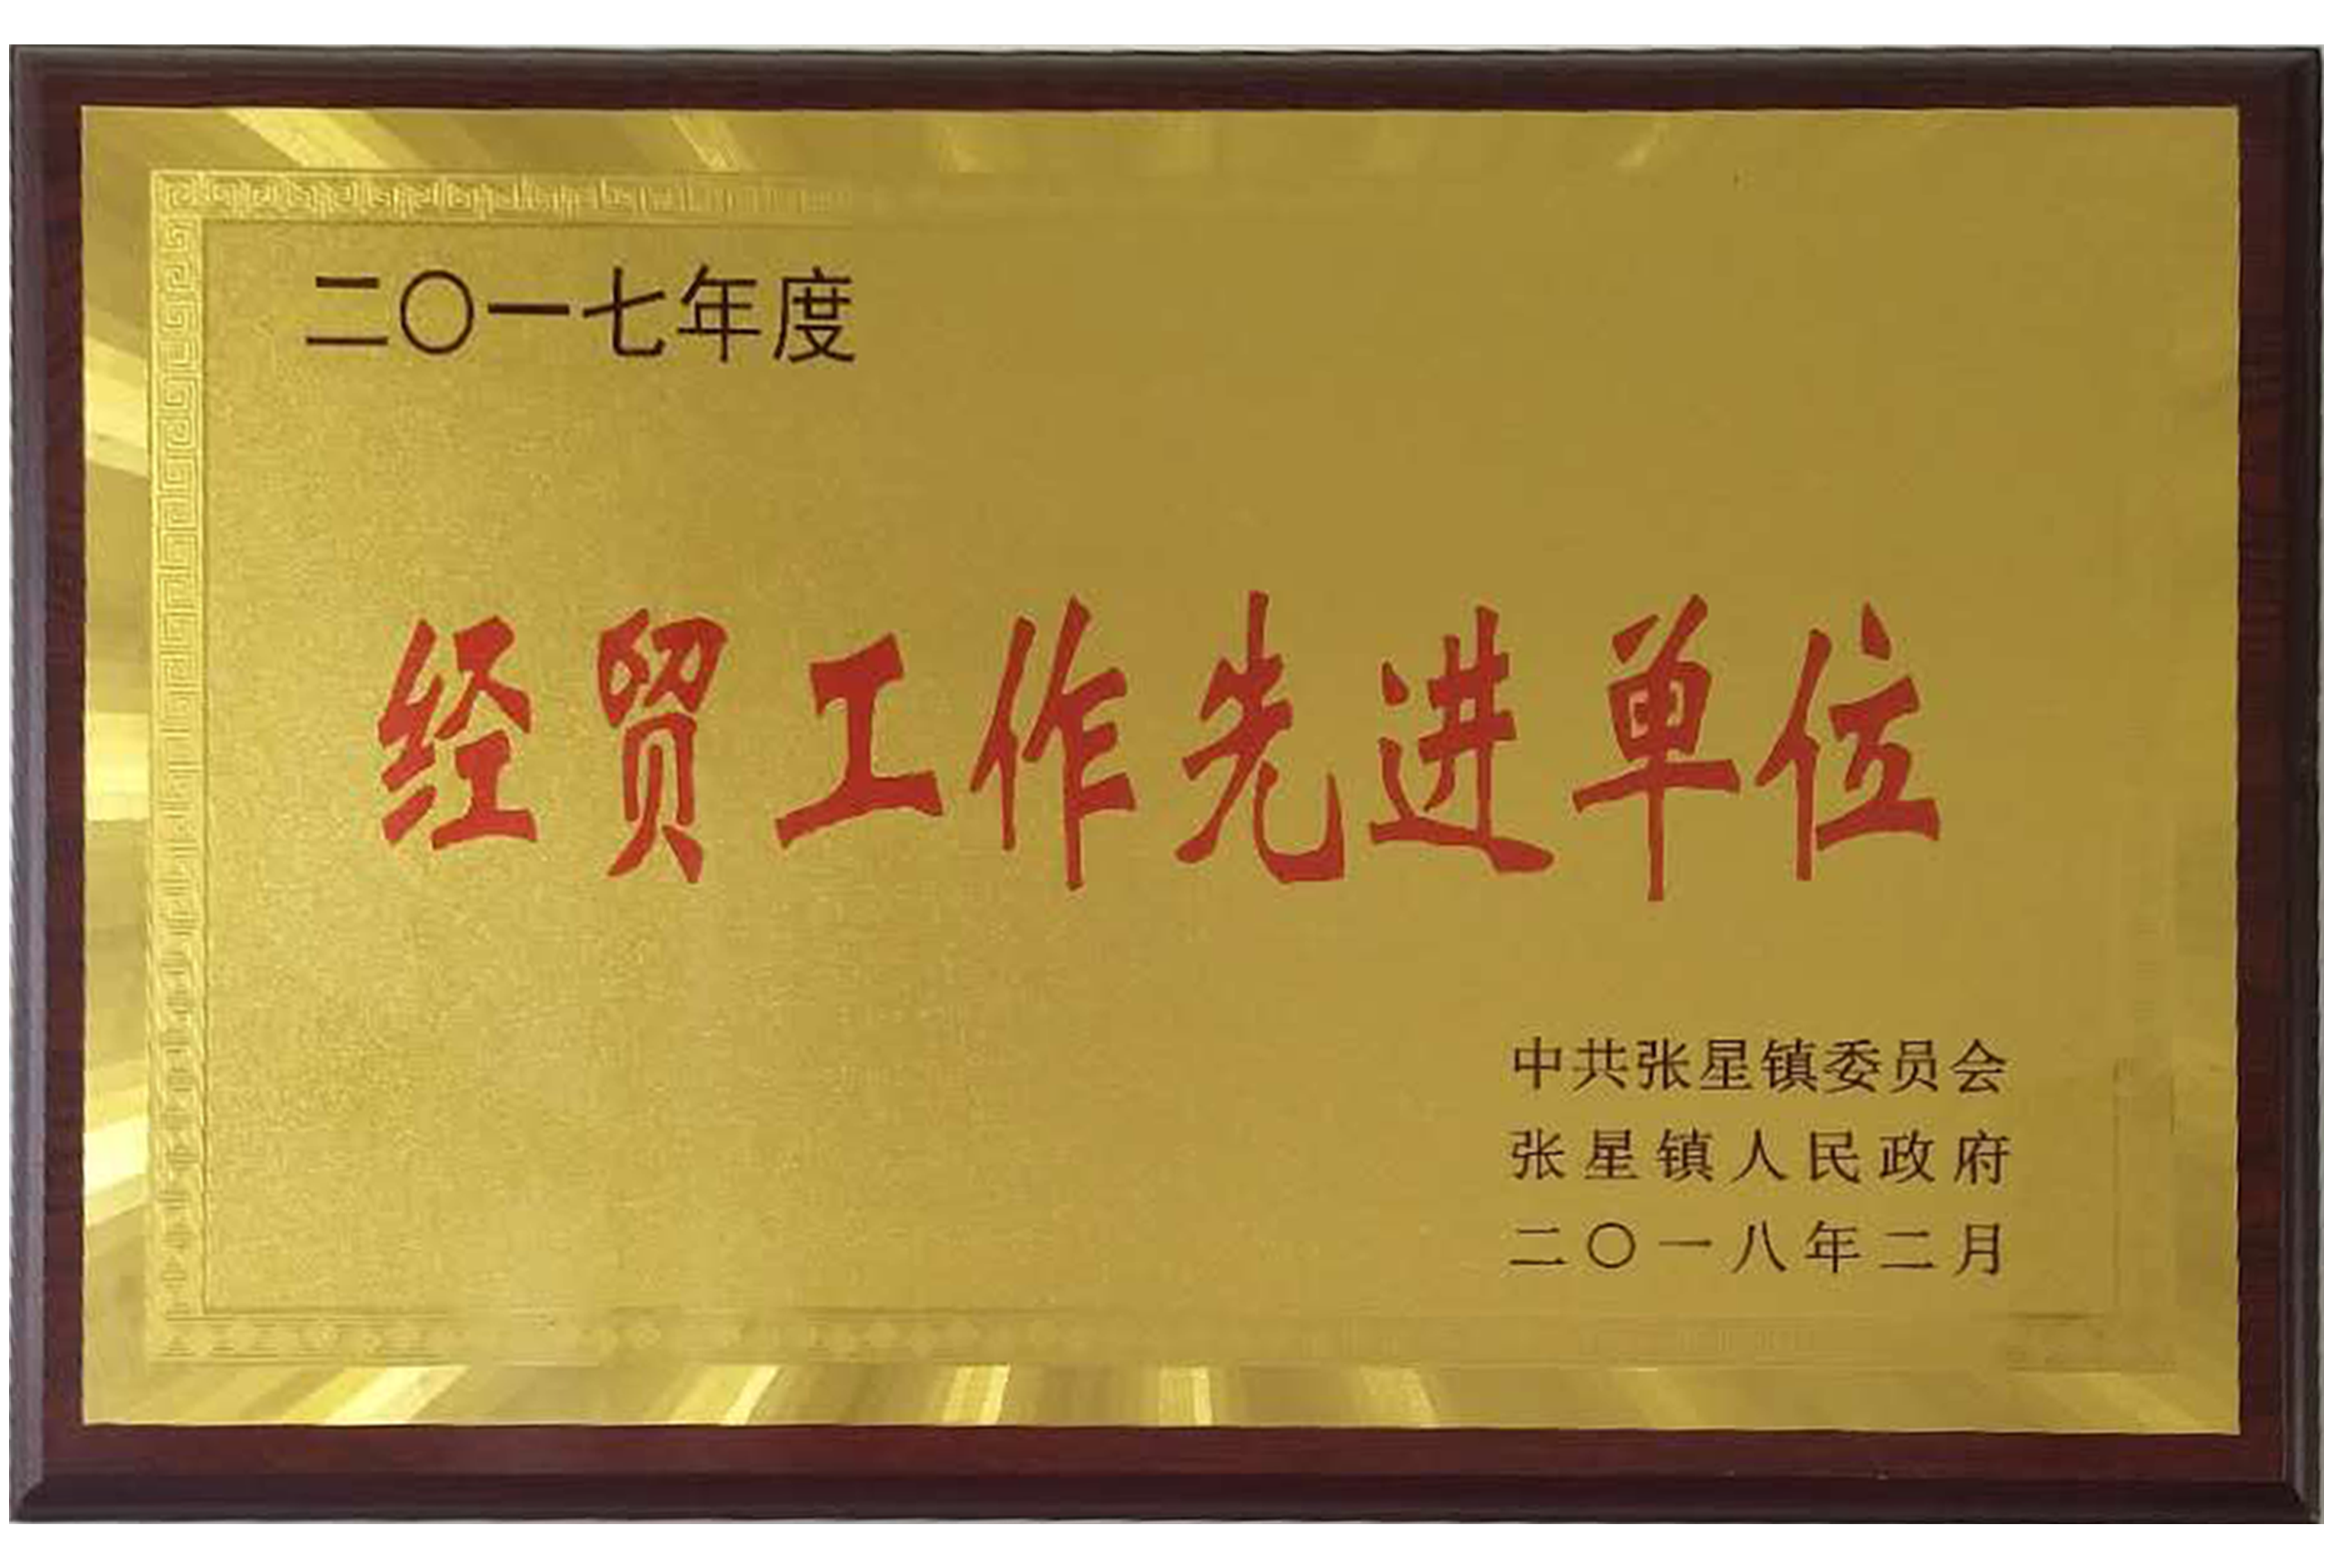 二〇一七年度
经贸工作先进单位
中共张星镇委员会
张星镇人民政府
二〇一八年二月